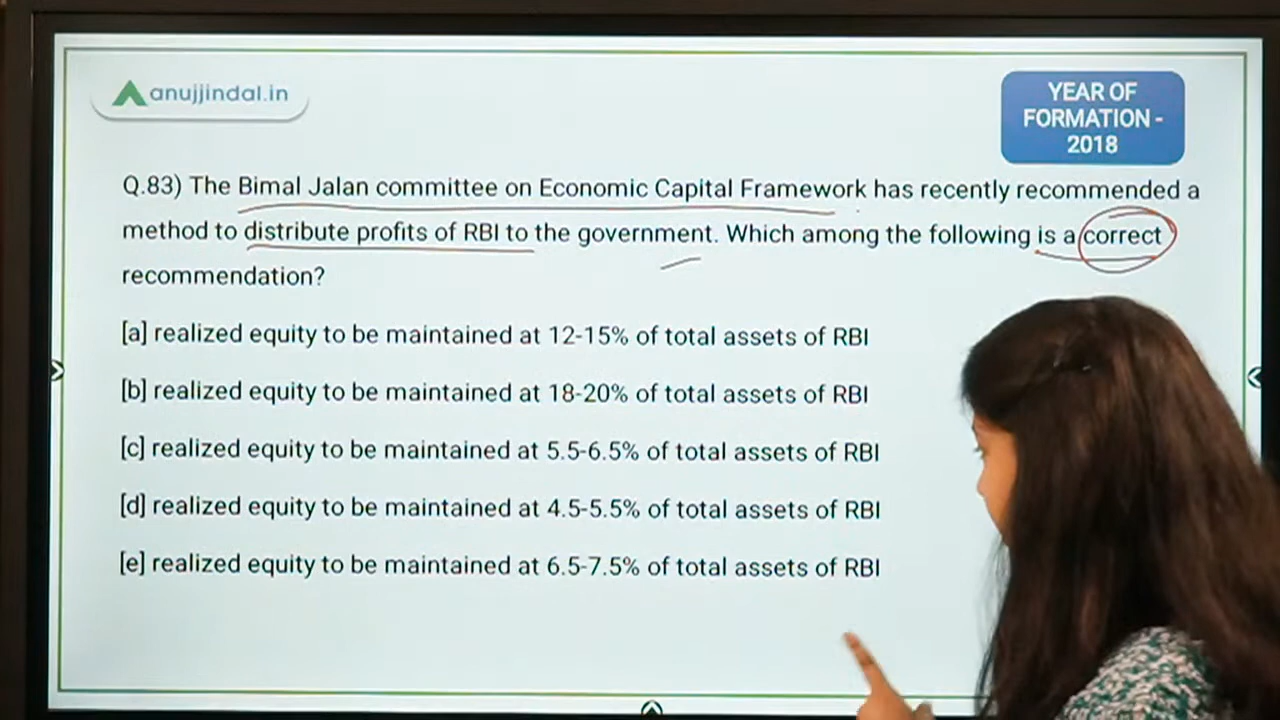 anujjindal.in
YEAR OF
FORMATION -
2018
Q.83) The Bimal Jalan committee on Economic Capital Framework has recently recommended a
method to distribute profits of RBI to the government. Which among the following is a correct
recommendation?
[a] realized equity to be maintained at 12-15% of total assets of RBI
[b] realized equity to be maintained at 18-20% of total assets of RBI
[c] realized equity to be maintained at 5.5-6.5% of total assets of RBI
[d] realized equity to be maintained at 4.5-5.5% of total assets of RBI
[e] realized equity to be maintained at 6.5-7.5% of total assets of RBI